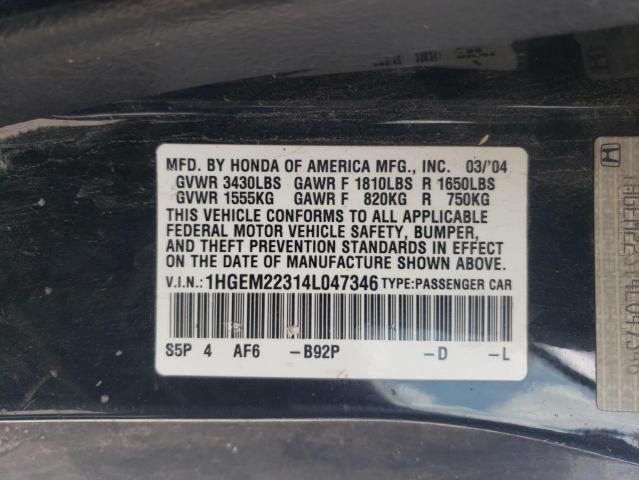 MFD. BY HONDA OF AMERICA MFG., INC. 03/'04
GVWR 3430LBS GAWR F 1810LBS R 1650LBS
GVWR 1555KG GAWR F 820KG R 750KG
THIS VEHICLE CONFORMS TO ALL APPLICABLE
FEDERAL MOTOR VEHICLE SAFETY, BUMPER,
AND THEFT PREVENTION STANDARDS IN EFFECT
ON THE DATE OF MANUFACTURE SHOWN ABOVE.
V.I.N.:1HGEM22314L047346 TYPE:PASSENGER CAR
S5P 4 AF6 -B92P -D -L
1HGEM22314L047346